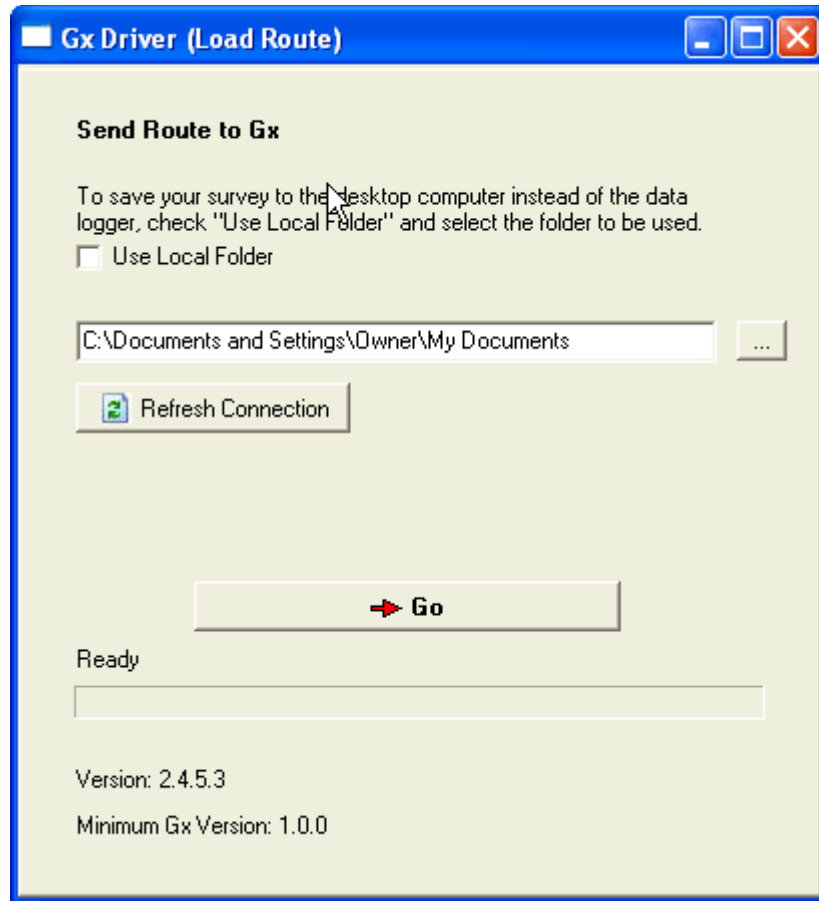 Gx Driver (Load Route)
Send Route to Gx
To save your survey to the desktop computer instead of the data
logger, check "Use Local Folder" and select the folder to be used.
Use Local Folder
C:\Documents and Settings\Owner\My Documents
...
Refresh Connection
Go
Ready
Version: 2.4.5.3
Minimum Gx Version: 1.0.0